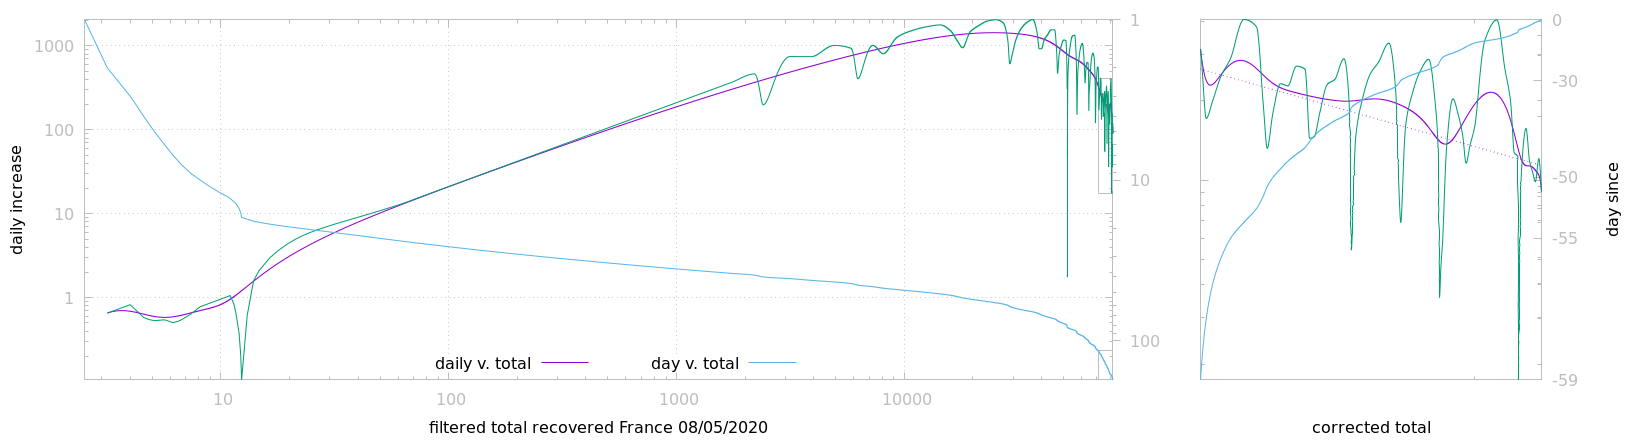 daily increase
1000
100
10
1
10
100
1000
10000
1
10
100
daily v. total
day v. total
filtered total recovered France 08/05/2020
0
-30
-50
-55
-59
day since
corrected total